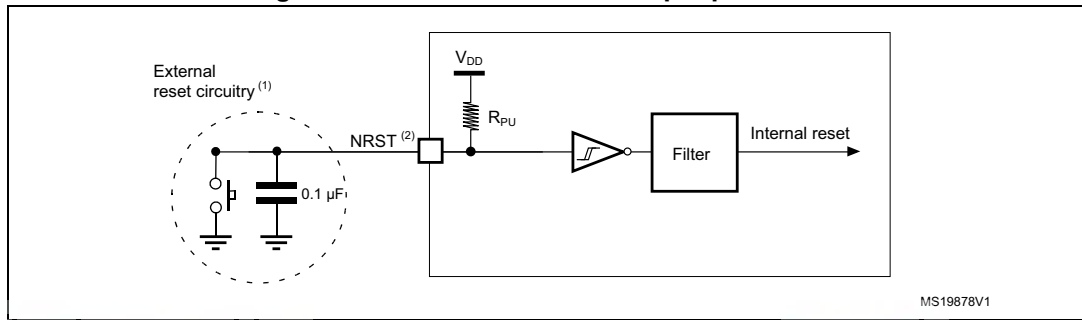 External
reset circuitry (1)
VDD
RPU
NRST (2)
0.1 µF
Filter
Internal reset
MS19878V1